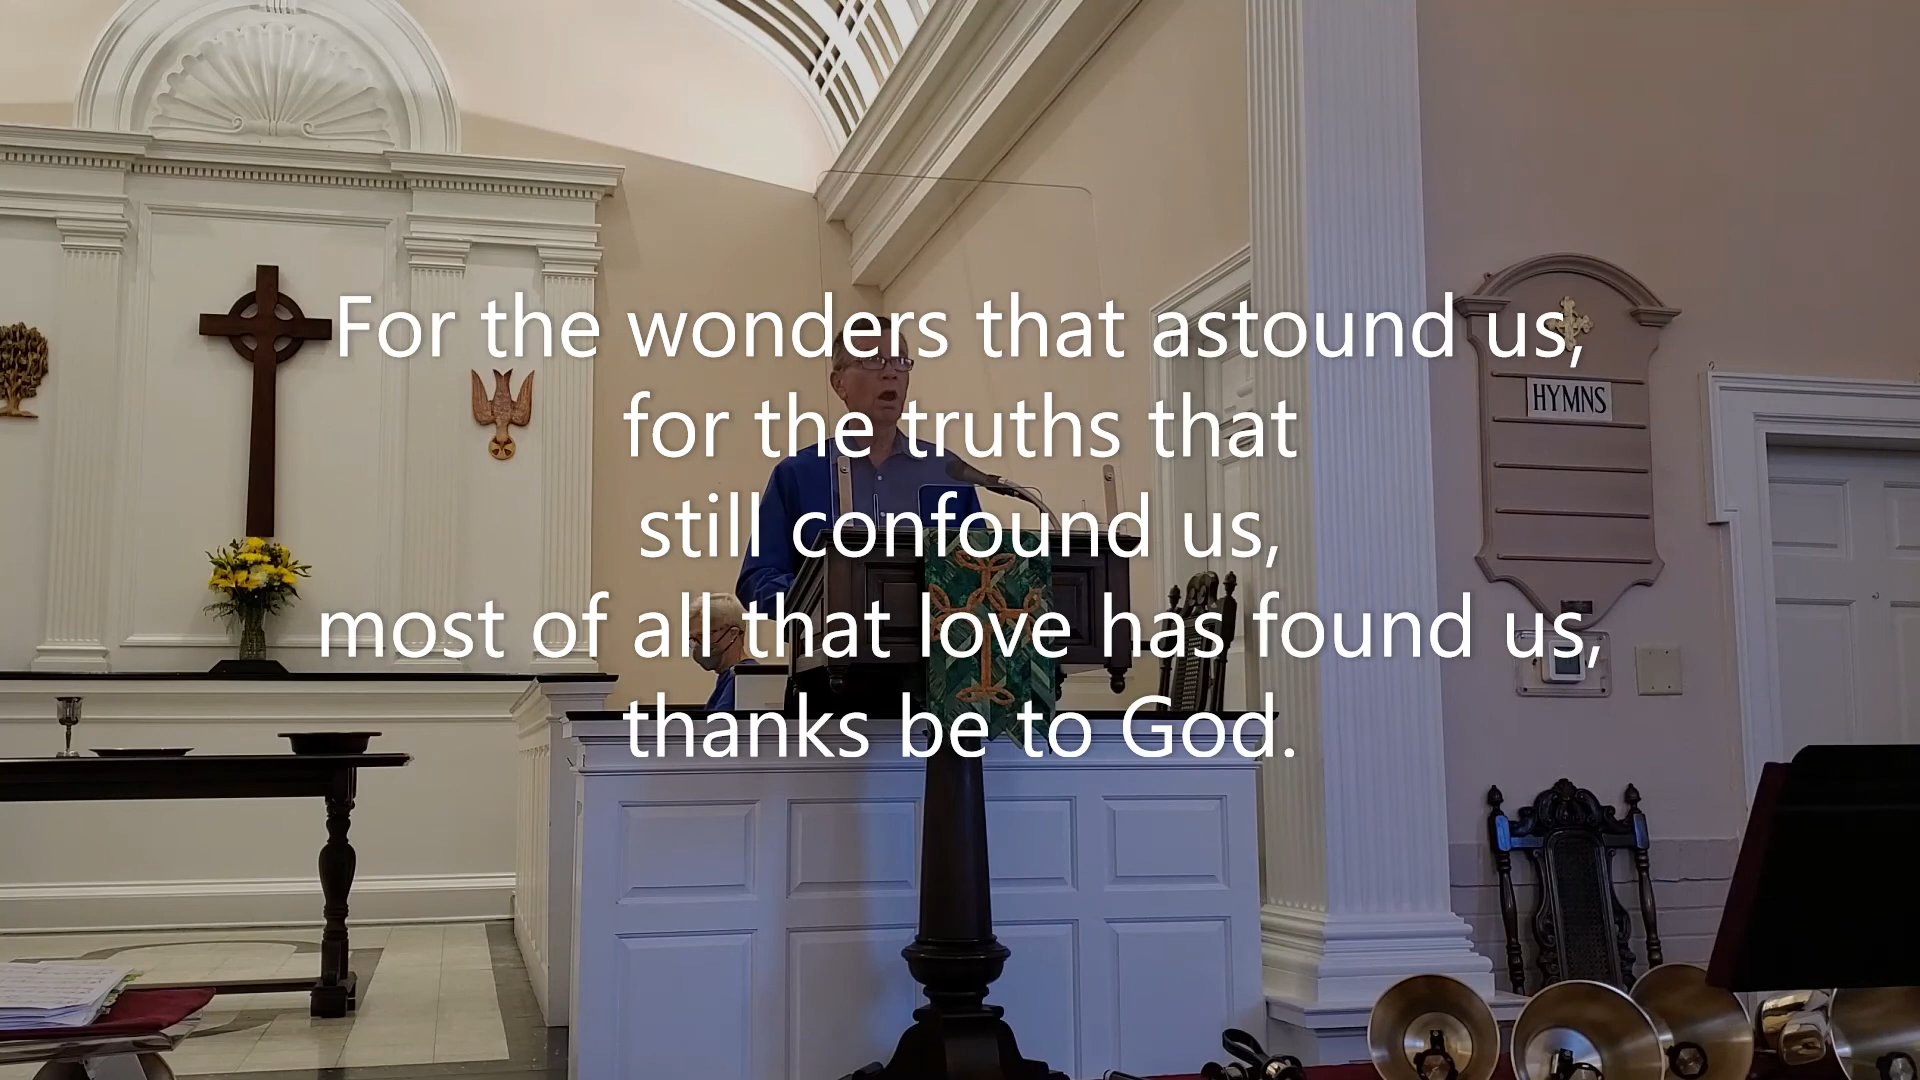 For the wonders that astound us,
for the truths that
still confound us,
most of all that love has found us,
thanks be to God.
HYMNS